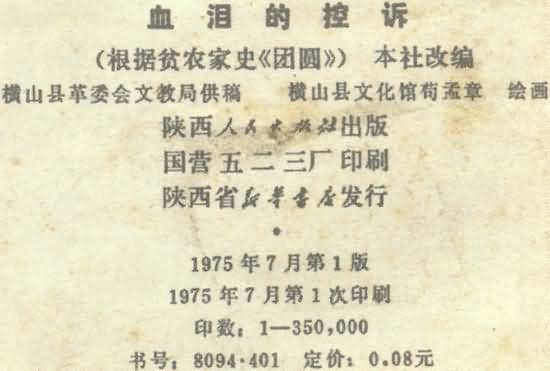 血泪的控诉
（根据贫农家史《团圆》） 本社改编
横山县革委会文教局供稿 横山县文化馆苟孟章 绘画
陕西人民出版社出版
国营五二三厂印刷
陕西省新华书店发行
•
1975年7月第1版
1975年7月第1次印刷
印数：1—350,000
书号：8094·401 定价：0.08元